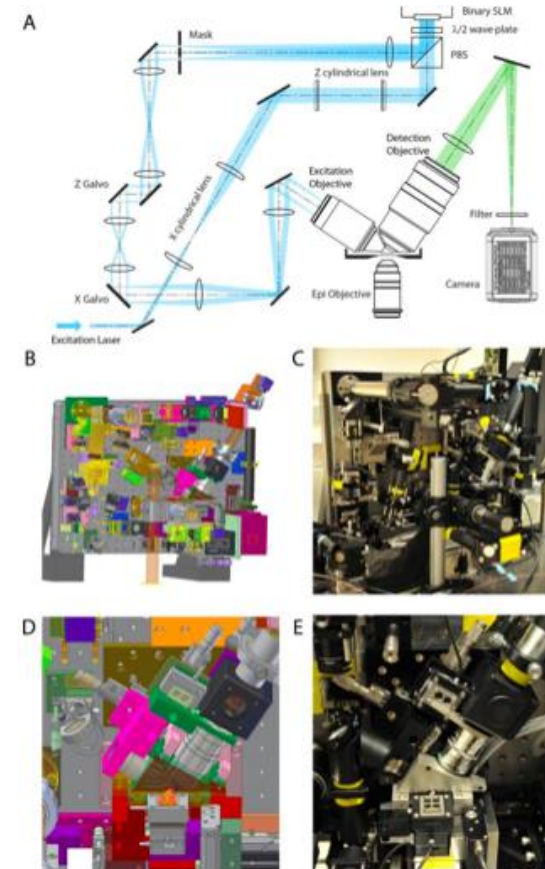 A
Binary SLM
λ/2 wave plate
PBS
Mask
Z cylindrical lens
Detection
Objective
Excitation
Objective
Z Galvo
X cylindrical lens
Filter
X Galvo
Epi Objective
Camera
Excitation Laser
B
C
D
E